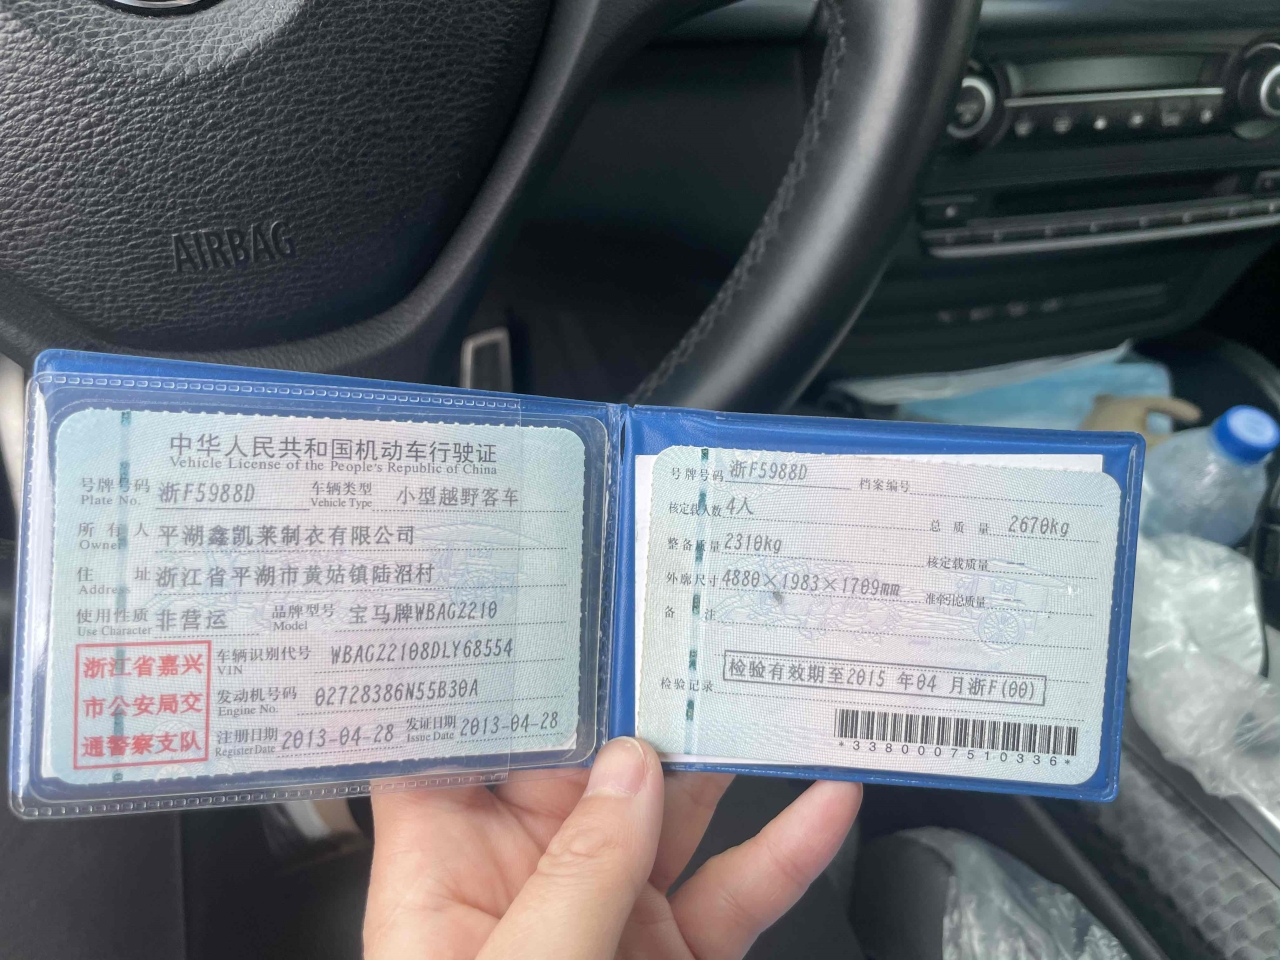 AIRBAG
中华人民共和国机动车行驶证
Vehicle License of the People's Republic of China
号牌号码 浙F5988D 车辆类型 小型越野客车
Plate No. Vehicle Type
所有人 平湖鑫凯莱制衣有限公司
Owner
住址 浙江省平湖市黄姑镇陆沼村
Address
使用性质 非营运 品牌型号 宝马牌WBAGZ210
Use Character Model
浙江省嘉兴
市公安局交
通警察支队
车辆识别代号 WBAGZ2108DLY68554
VIN
发动机号码 02728386N55B30A
Engine No.
注册日期 2013-04-28 发证日期 2013-04-28
Register Date Issue Date
号牌号码 浙F5988D 档案编号
核定载人数 4人 总质量 2670kg
整备质量 2310kg 核定载质量
外廓尺寸 4880×1983×1709mm 准牵引总质量
备注
检验记录 检验有效期至2015 年04 月浙F(00)
*3380007510336*